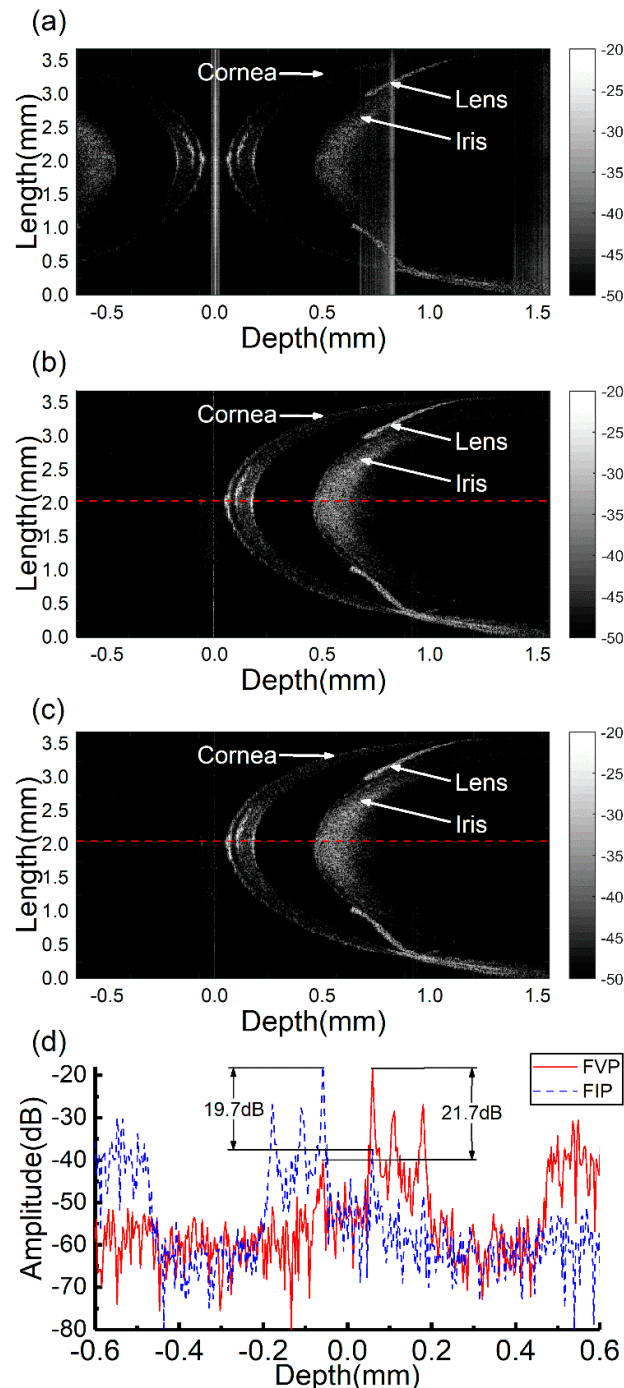 (a)
Length(mm)
3.5
3.0
2.5
2.0
1.5
1.0
0.5
0.0
Cornea
Lens
Iris
-0.5 0.0 0.5 1.0 1.5
Depth(mm)
-20
-25
-30
-35
-40
-45
-50
(b)
Length(mm)
3.5
3.0
2.5
2.0
1.5
1.0
0.5
0.0
Cornea
Lens
Iris
-0.5 0.0 0.5 1.0 1.5
Depth(mm)
-20
-25
-30
-35
-40
-45
-50
(c)
Length(mm)
3.5
3.0
2.5
2.0
1.5
1.0
0.5
0.0
Cornea
Lens
Iris
-0.5 0.0 0.5 1.0 1.5
Depth(mm)
-20
-25
-30
-35
-40
-45
-50
(d)
Amplitude(dB)
-20
-30
-40
-50
-60
-70
-80
19.7dB
21.7dB
FVP
FIP
-0.6 -0.4 -0.2 0.0 0.2 0.4 0.6
Depth(mm)